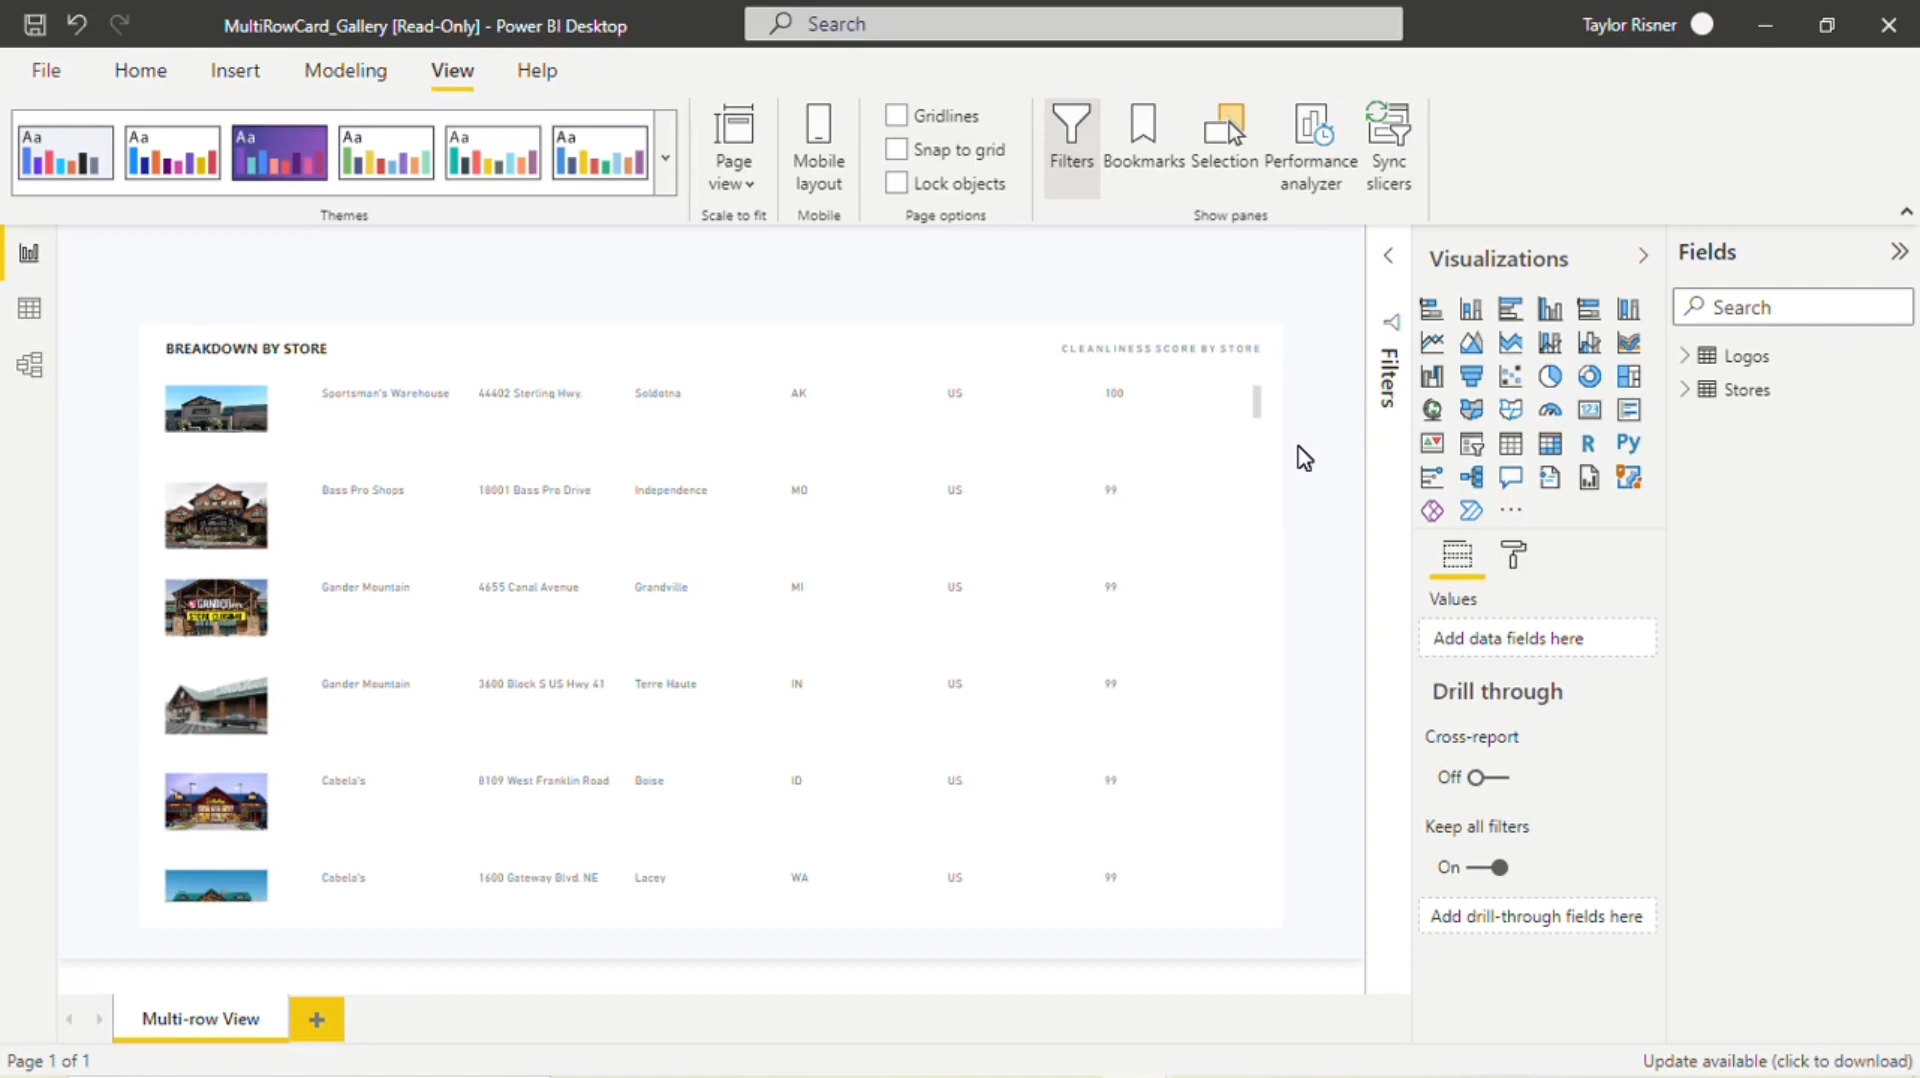 MultiRowCard_Gallery [Read-Only] - Power BI Desktop
Search
Taylor Risner
File Home Insert Modeling View Help
Aa Aa Aa Aa Aa Aa
Page view
Mobile layout
Gridlines
Snap to grid
Lock objects
Filters
Bookmarks
Selection
Performance analyzer
Sync slicers
Themes
Scale to fit
Mobile
Page options
Show panes
BREAKDOWN BY STORE
CLEANLINESS SCORE BY STORE
Sportsman's Warehouse 44402 Sterling Hwy. Soldotna AK US 100
Bass Pro Shops 18001 Bass Pro Drive Independence MO US 99
Gander Mountain 4655 Canal Avenue Grandville MI US 99
Gander Mountain 3600 Block S US Hwy 41 Terre Haute IN US 99
Cabela's 8109 West Franklin Road Boise ID US 99
Cabela's 1600 Gateway Blvd. NE Lacey WA US 99
Filters
Visualizations
123
R
Py
Values
Add data fields here
Drill through
Cross-report
Off
Keep all filters
On
Add drill-through fields here
Fields
Search
Logos
Stores
Multi-row View
Page 1 of 1
Update available (click to download)